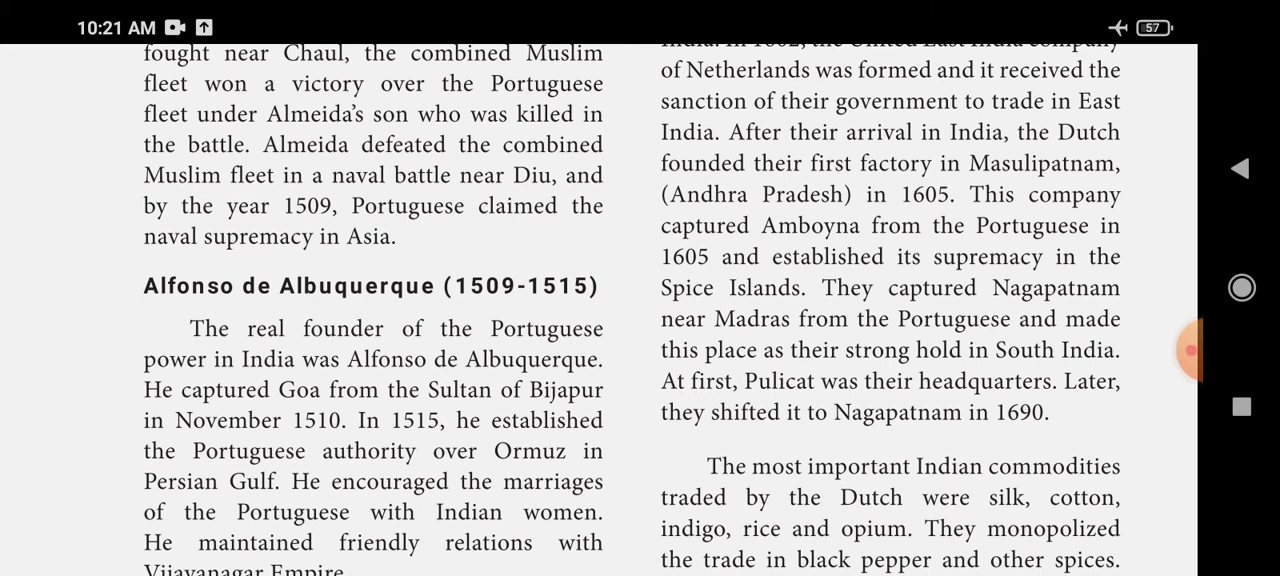 10:21 AM
57
fought near Chaul, the combined Muslim
fleet won a victory over the Portuguese
fleet under Almeida's son who was killed in
the battle. Almeida defeated the combined
Muslim fleet in a naval battle near Diu, and
by the year 1509, Portuguese claimed the
naval supremacy in Asia.
Alfonso de Albuquerque (1509-1515)
The real founder of the Portuguese
power in India was Alfonso de Albuquerque.
He captured Goa from the Sultan of Bijapur
in November 1510. In 1515, he established
the Portuguese authority over Ormuz in
Persian Gulf. He encouraged the marriages
of the Portuguese with Indian women.
He maintained friendly relations with
Vijayanagar Empire.
India. In 1602, the United East India company
of Netherlands was formed and it received the
sanction of their government to trade in East
India. After their arrival in India, the Dutch
founded their first factory in Masulipatnam,
(Andhra Pradesh) in 1605. This company
captured Amboyna from the Portuguese in
1605 and established its supremacy in the
Spice Islands. They captured Nagapatnam
near Madras from the Portuguese and made
this place as their strong hold in South India.
At first, Pulicat was their headquarters. Later,
they shifted it to Nagapatnam in 1690.
The most important Indian commodities
traded by the Dutch were silk, cotton,
indigo, rice and opium. They monopolized
the trade in black pepper and other spices.